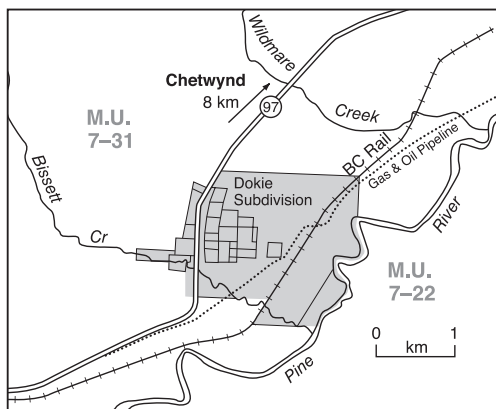 Wildmare
Creek
Chetwynd
8 km
97
M.U.
7–31
Bissett
Cr
BC Rail
Gas & Oil Pipeline
Dokie
Subdivision
River
M.U.
7–22
Pine
0 1
km